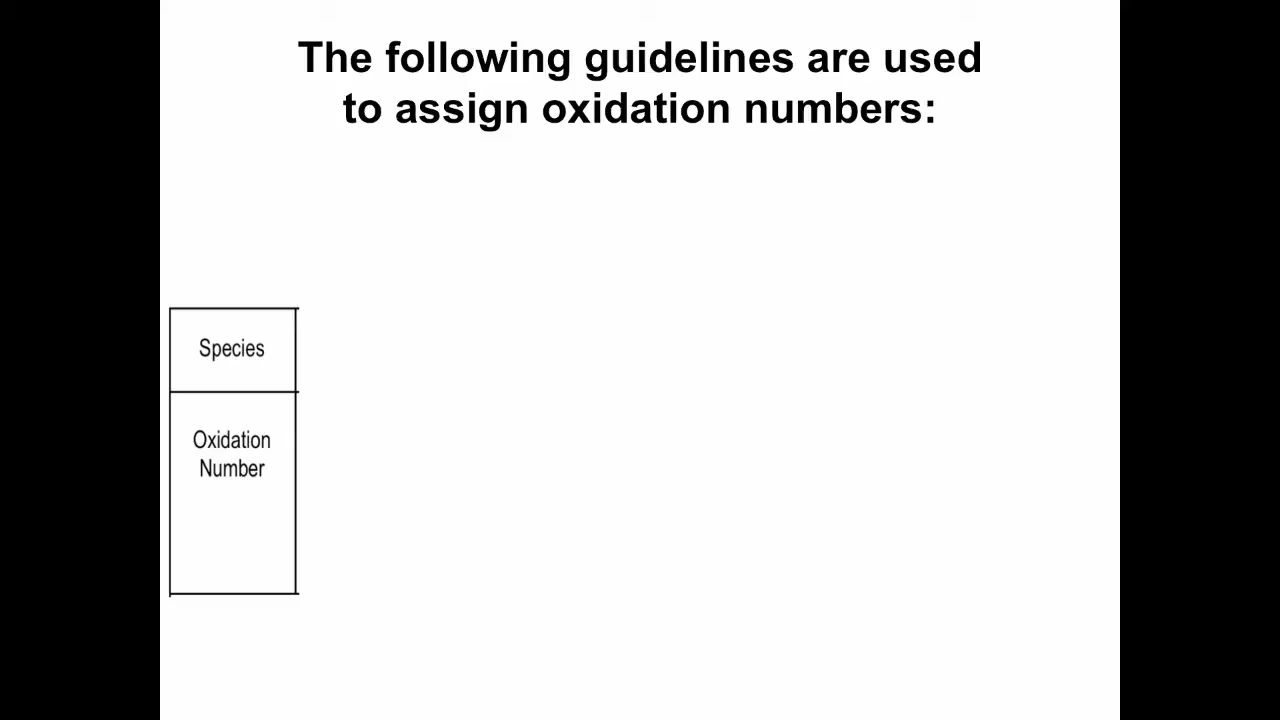 The following guidelines are used
to assign oxidation numbers:
Species
Oxidation
Number